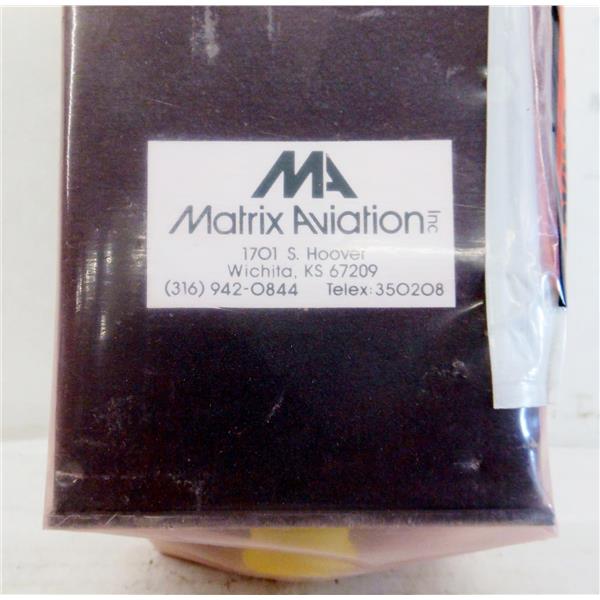 MA
Matrix Aviation Inc
1701 S. Hoover
Wichita, KS 67209
(316) 942-0844 Telex: 350208